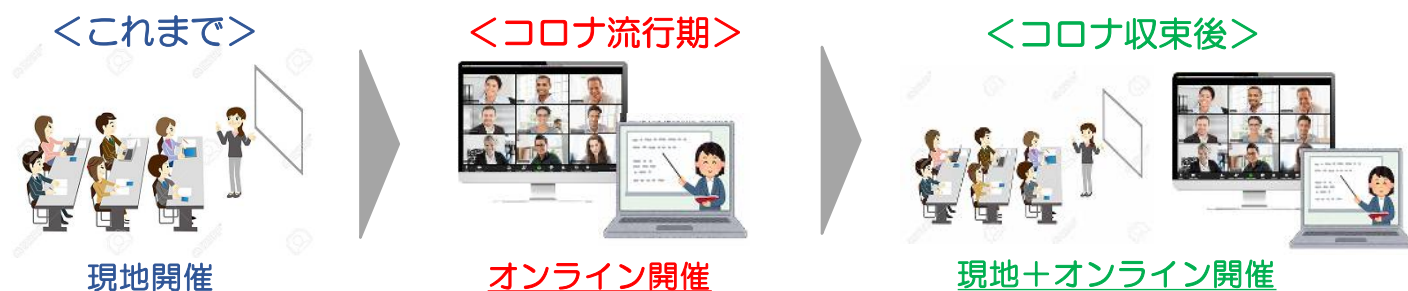 ＜これまで＞
＜コロナ流行期＞
＜コロナ収束後＞
現地開催
オンライン開催
現地＋オンライン開催